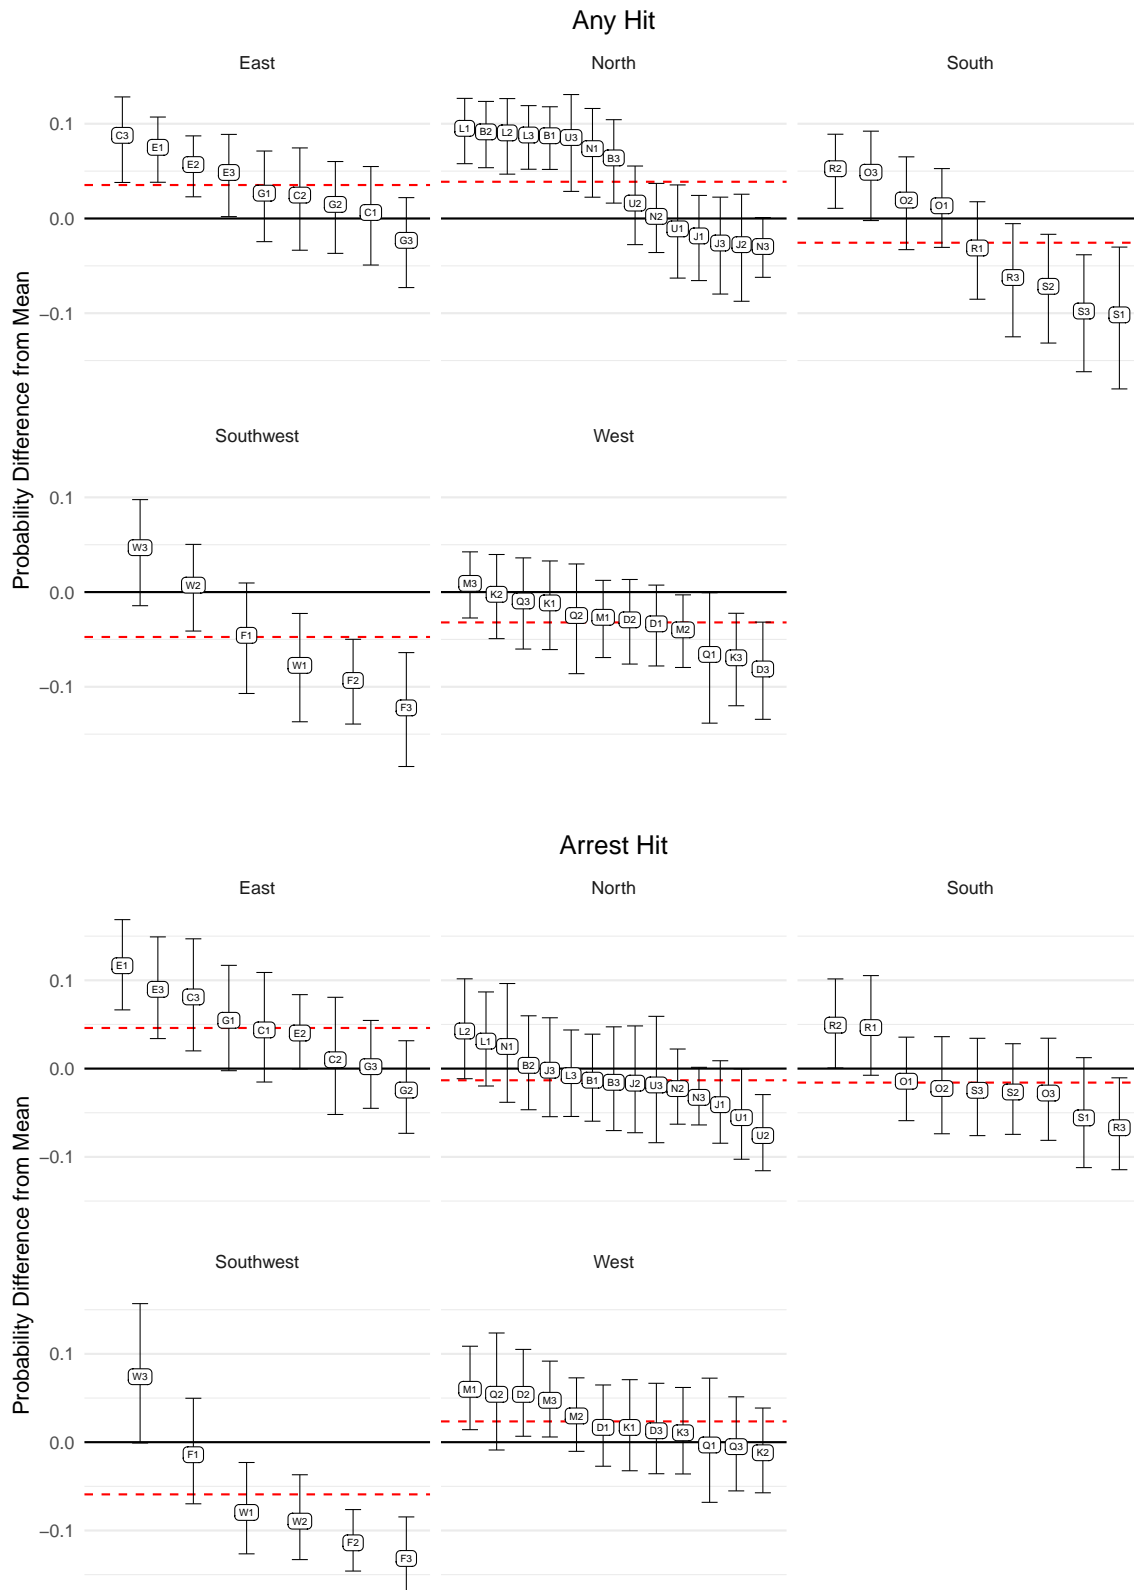 Any Hit
East North South
0.1
0.0
−0.1
C3 E1 E2 E3 G1 C2 G2 C1 G3
L1 B2 L2 L3 B1 U3 N1 B3 U2 N2 U1 J1 J3 J2 N3
R2 O3 O2 O1 R1 R3 S2 S3 S1
Probability Difference from Mean
Southwest West
0.1
0.0
−0.1
W3 W2 F1 W1 F2 F3
M3 K2 Q3 K1 Q2 M1 D2 D1 M2 Q1 K3 D3
Arrest Hit
East North South
0.1
0.0
−0.1
E1 E3 C3 G1 C1 E2 C2 G3 G2
L2 L1 N1 B2 J3 L3 B1 B3 J2 U3 N2 N3 J1 U1 U2
R2 R1 O1 O2 S3 S2 O3 S1 R3
Probability Difference from Mean
Southwest West
0.1
0.0
−0.1
W3 F1 W1 W2 F2 F3
M1 Q2 D2 M3 M2 D1 K1 D3 K3 Q1 Q3 K2